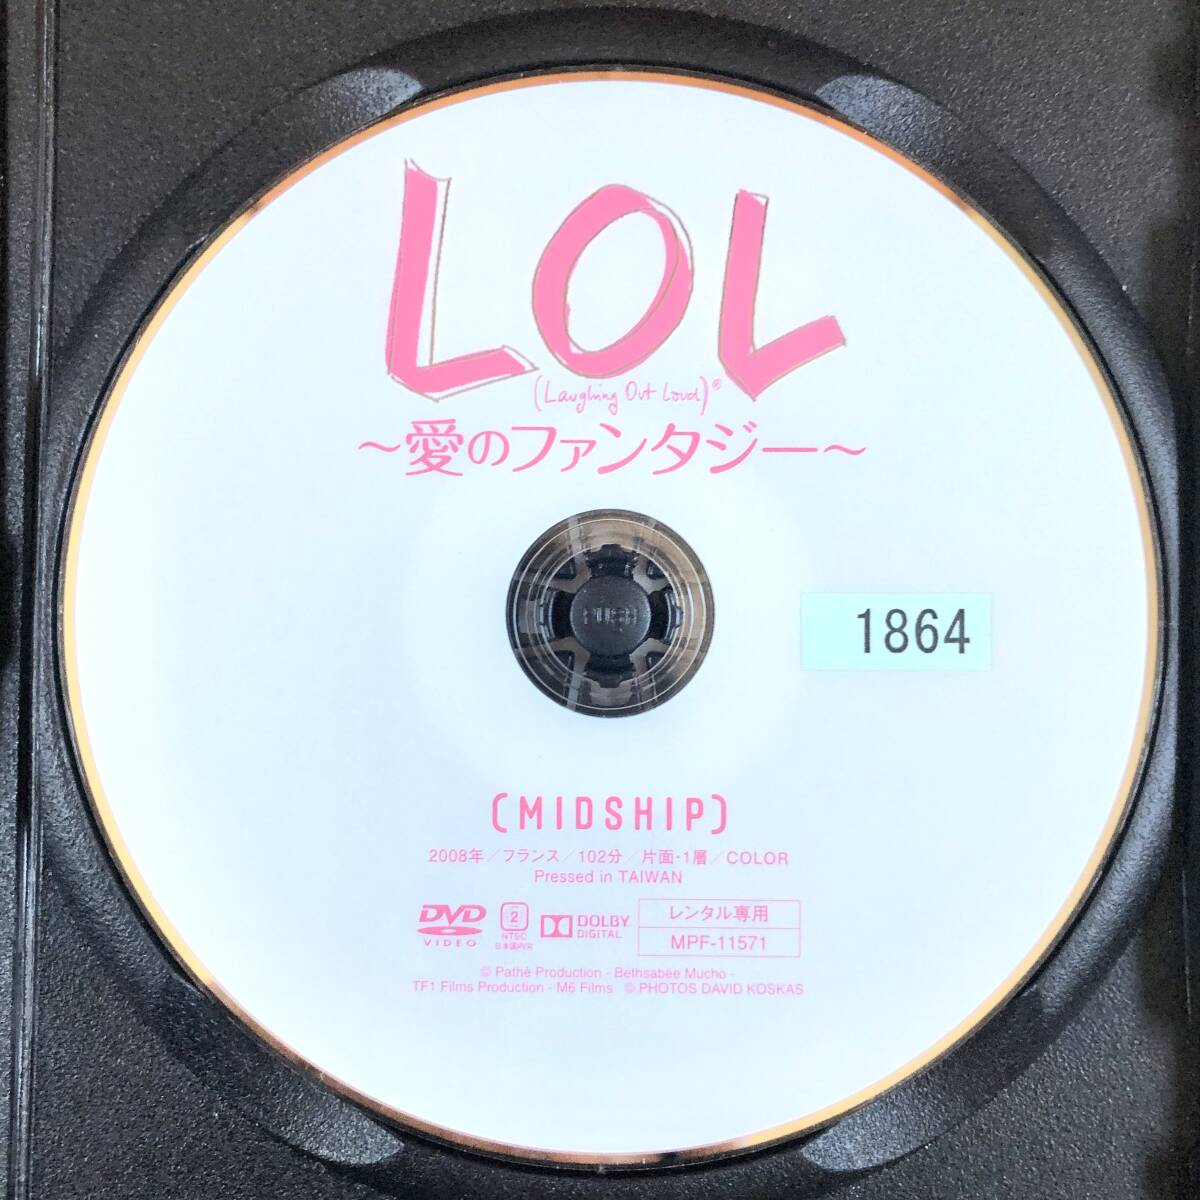 LOL
(Laughing Out Loud)®
～愛のファンタジー～
PUSH
1864
(MIDSHIP)
2008年／フランス／102分／片面・1層／COLOR
Pressed in TAIWAN
DVD
VIDEO
2
NTSC
日本国内向
DOLBY
DIGITAL
レンタル専用
MPF-11571
© Pathé Production - Bethsabée Mucho -
TF1 Films Production - M6 Films © PHOTOS DAVID KOSKAS